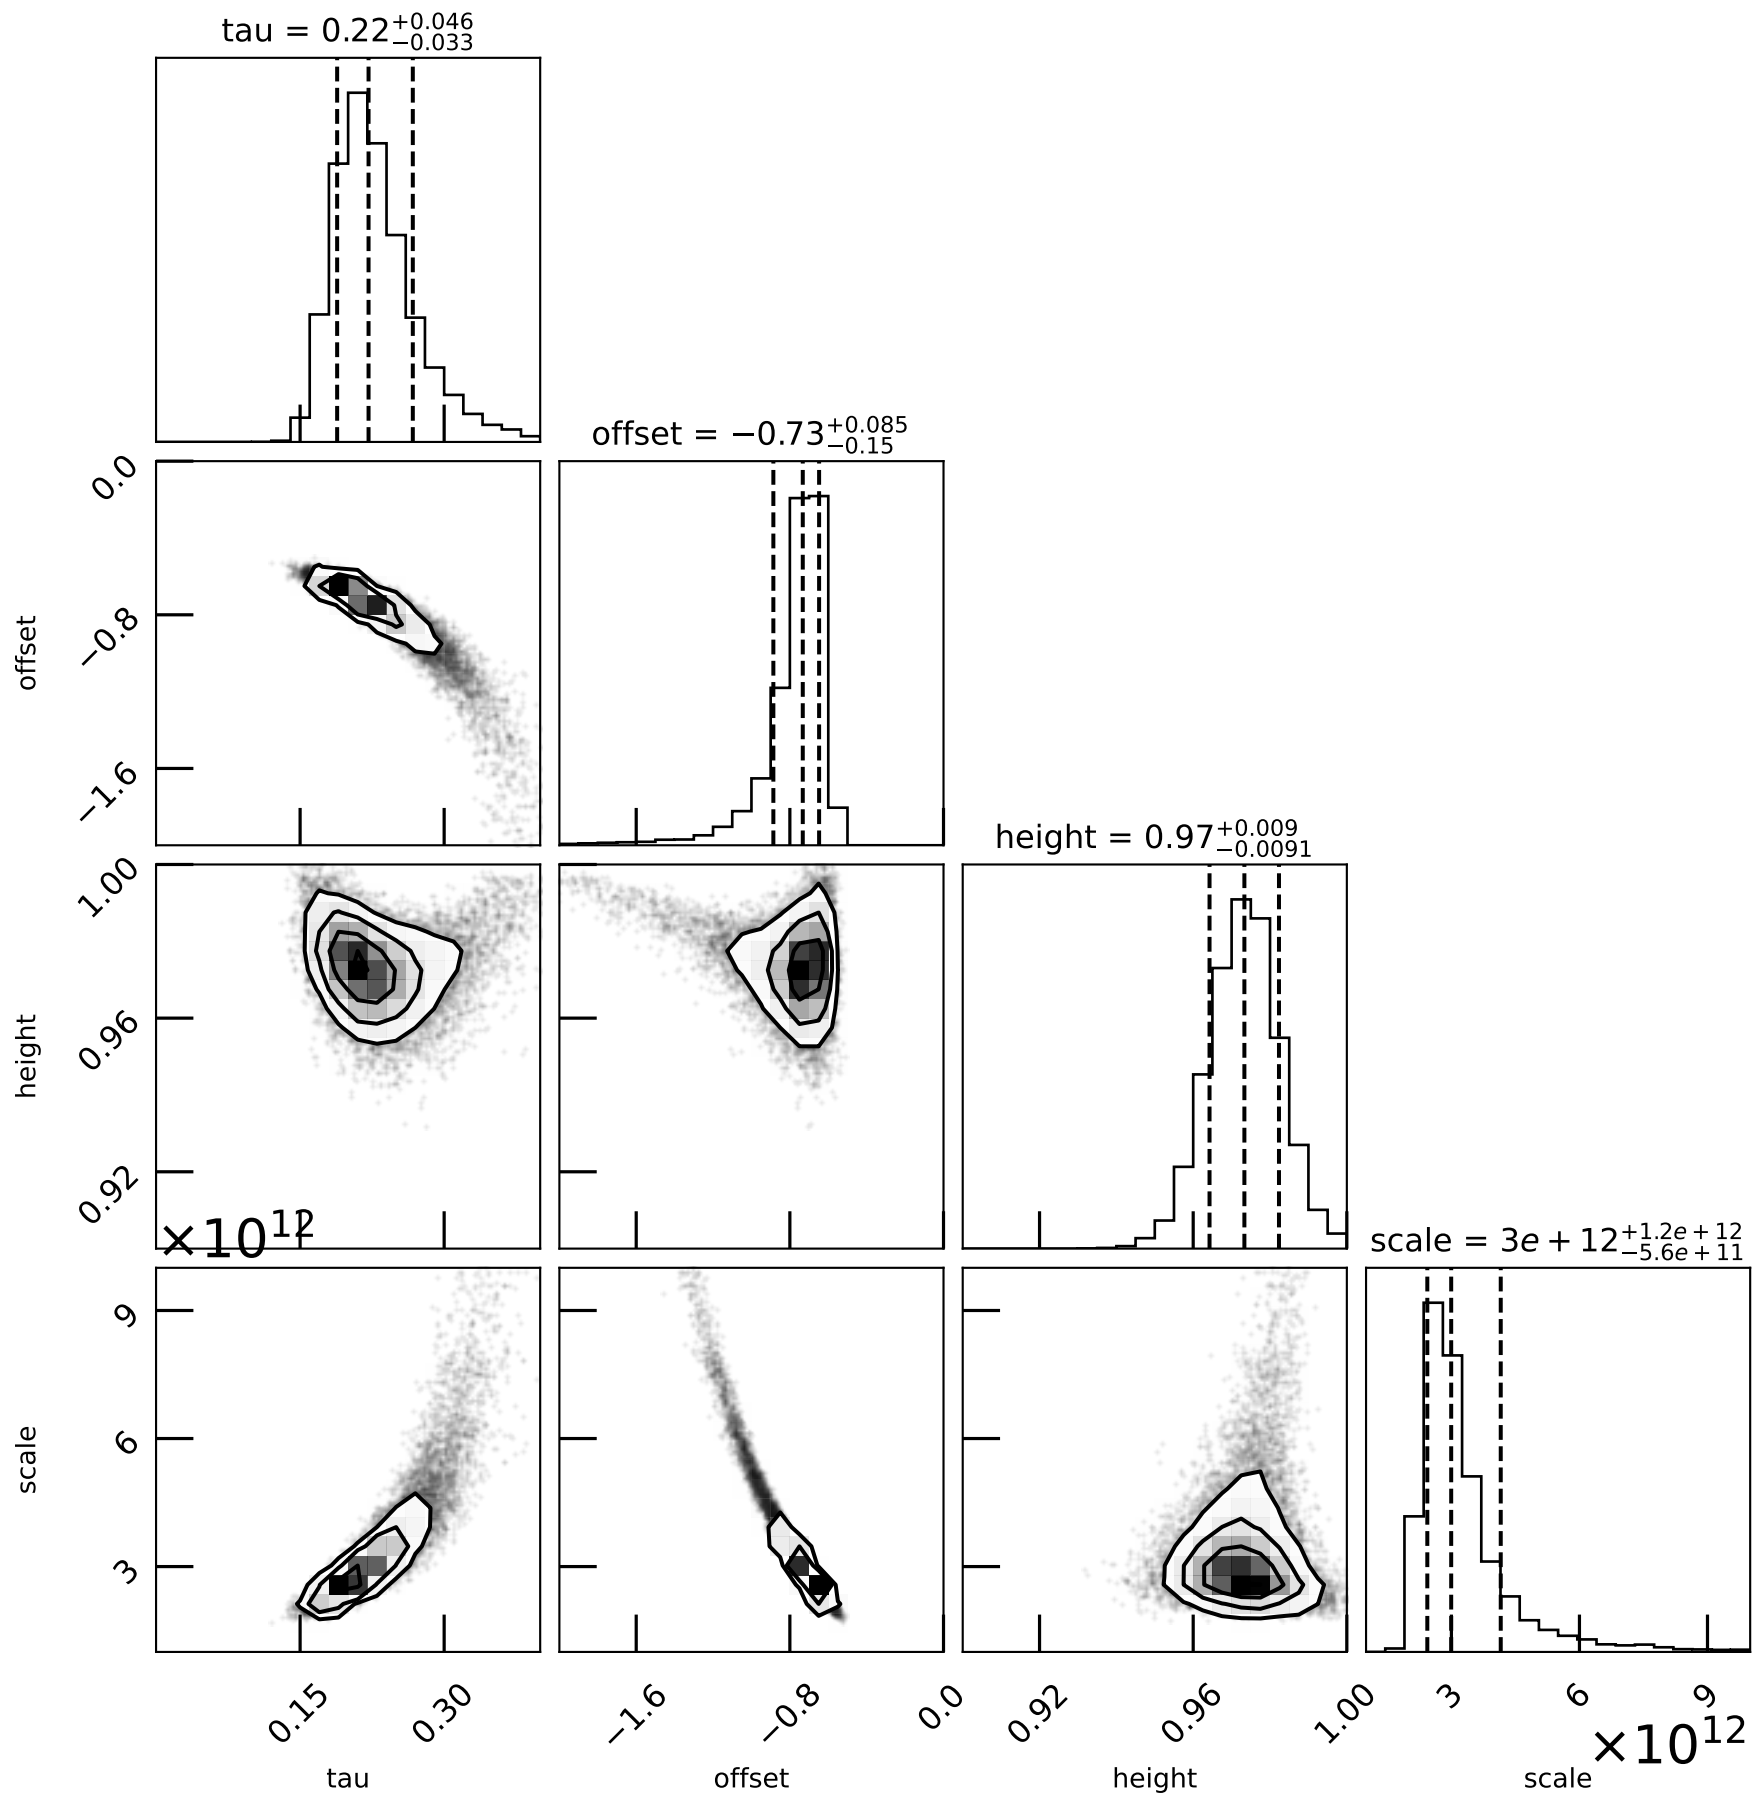 tau = 0.22 +0.046 −0.033
offset = −0.73 +0.085 −0.15
0.0
−0.8
−1.6
offset
height = 0.97 +0.009 −0.0091
1.00
0.96
0.92
height
×10¹²
scale = 3e + 12 +1.2e + 12 −5.6e + 11
9
6
3
scale
0.15 0.30 −1.6 −0.8 0.0 0.92 0.96 1.00 3 6 9
×10¹²
tau offset height scale